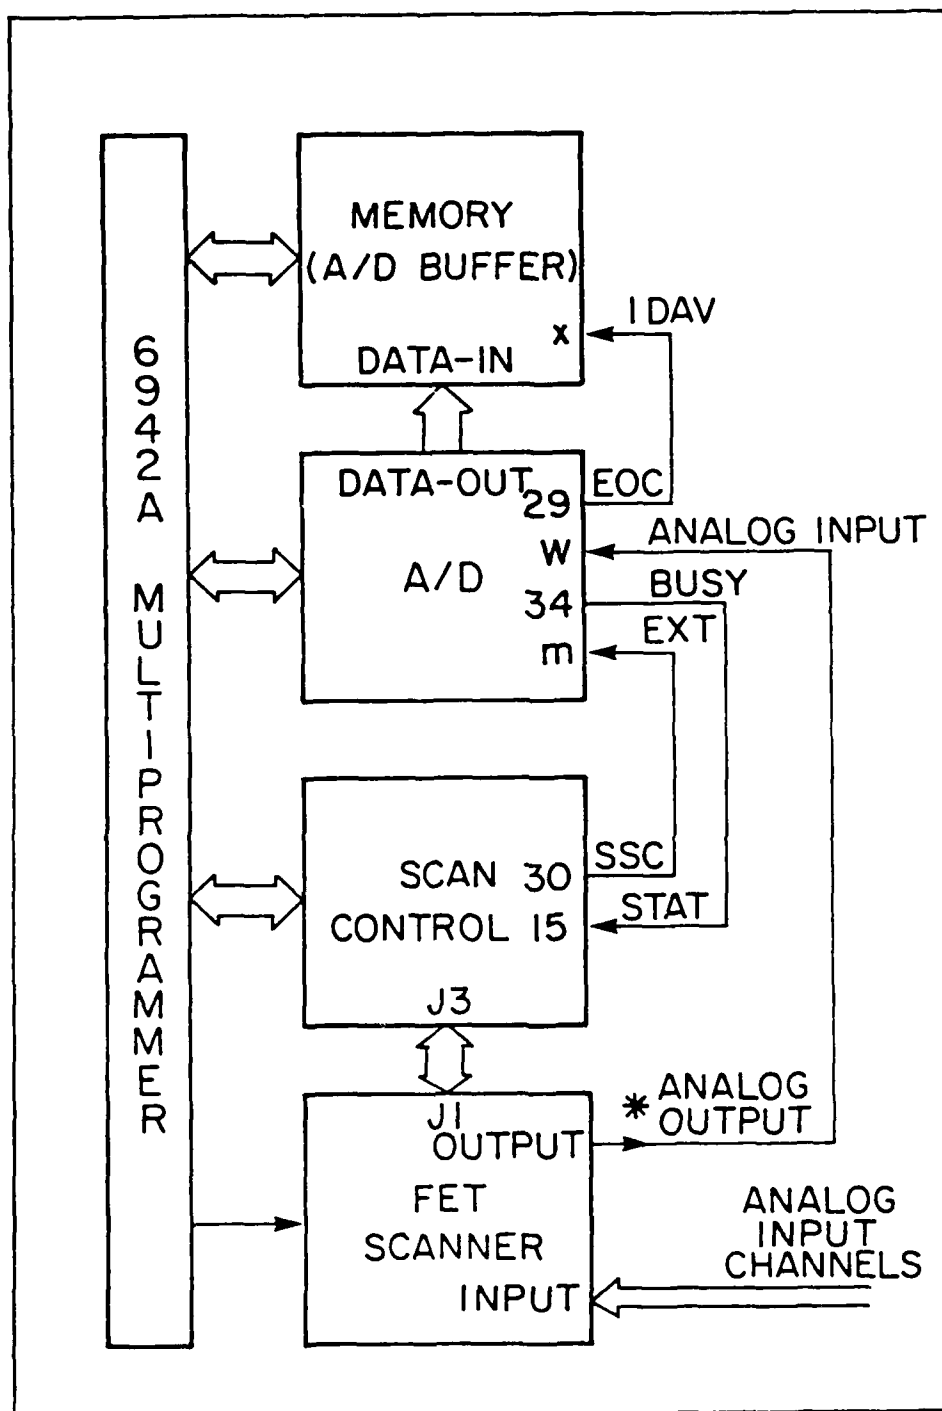 6942A MULTIPROGRAMMER
MEMORY
(A/D BUFFER)
IDAV
x
DATA-IN
DATA-OUT
29
EOC
ANALOG INPUT
W
A/D
BUSY
34
EXT
m
SCAN 30
SSC
CONTROL 15
STAT
J3
J1
OUTPUT
* ANALOG
OUTPUT
FET
SCANNER
ANALOG
INPUT
CHANNELS
INPUT